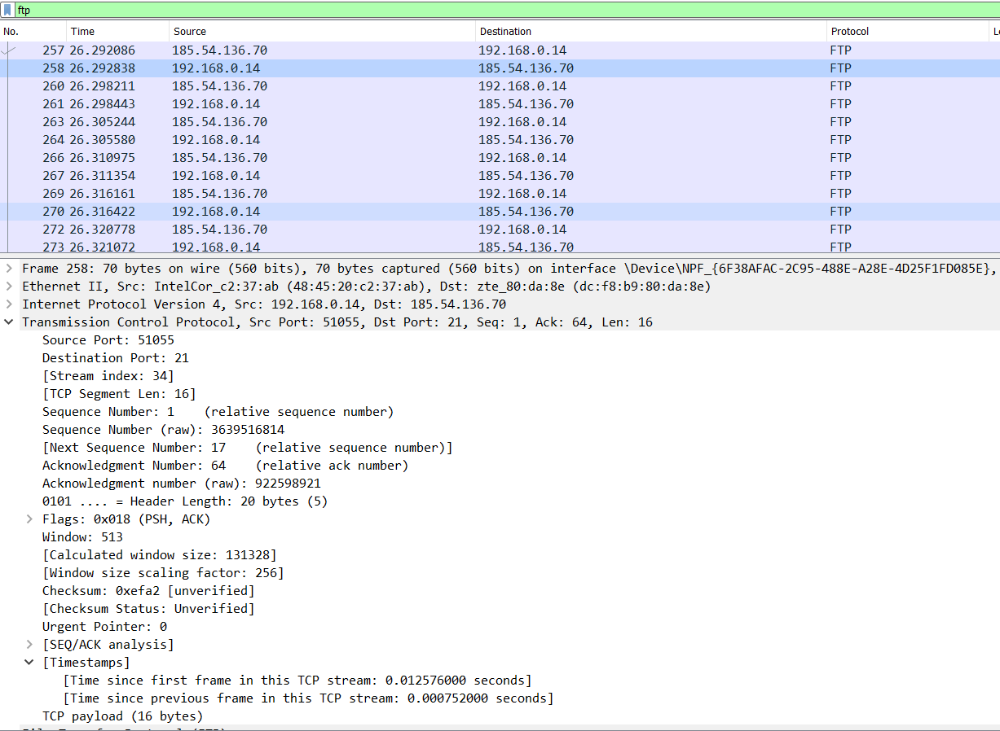 ftp
No. Time Source Destination Protocol
257 26.292086 185.54.136.70 192.168.0.14 FTP
258 26.292838 192.168.0.14 185.54.136.70 FTP
260 26.298211 185.54.136.70 192.168.0.14 FTP
261 26.298443 192.168.0.14 185.54.136.70 FTP
263 26.305244 185.54.136.70 192.168.0.14 FTP
264 26.305580 192.168.0.14 185.54.136.70 FTP
266 26.310975 185.54.136.70 192.168.0.14 FTP
267 26.311354 192.168.0.14 185.54.136.70 FTP
269 26.316161 185.54.136.70 192.168.0.14 FTP
270 26.316422 192.168.0.14 185.54.136.70 FTP
272 26.320778 185.54.136.70 192.168.0.14 FTP
273 26.321072 192.168.0.14 185.54.136.70 FTP
Frame 258: 70 bytes on wire (560 bits), 70 bytes captured (560 bits) on interface \Device\NPF_{6F38AFAC-2C95-488E-A28E-4D25F1FD085E},
Ethernet II, Src: IntelCor_c2:37:ab (48:45:20:c2:37:ab), Dst: zte_80:da:8e (dc:f8:b9:80:da:8e)
Internet Protocol Version 4, Src: 192.168.0.14, Dst: 185.54.136.70
Transmission Control Protocol, Src Port: 51055, Dst Port: 21, Seq: 1, Ack: 64, Len: 16
Source Port: 51055
Destination Port: 21
[Stream index: 34]
[TCP Segment Len: 16]
Sequence Number: 1    (relative sequence number)
Sequence Number (raw): 3639516814
[Next Sequence Number: 17    (relative sequence number)]
Acknowledgment Number: 64    (relative ack number)
Acknowledgment number (raw): 922598921
0101 .... = Header Length: 20 bytes (5)
Flags: 0x018 (PSH, ACK)
Window: 513
[Calculated window size: 131328]
[Window size scaling factor: 256]
Checksum: 0xefa2 [unverified]
[Checksum Status: Unverified]
Urgent Pointer: 0
[SEQ/ACK analysis]
[Timestamps]
[Time since first frame in this TCP stream: 0.012576000 seconds]
[Time since previous frame in this TCP stream: 0.000752000 seconds]
TCP payload (16 bytes)